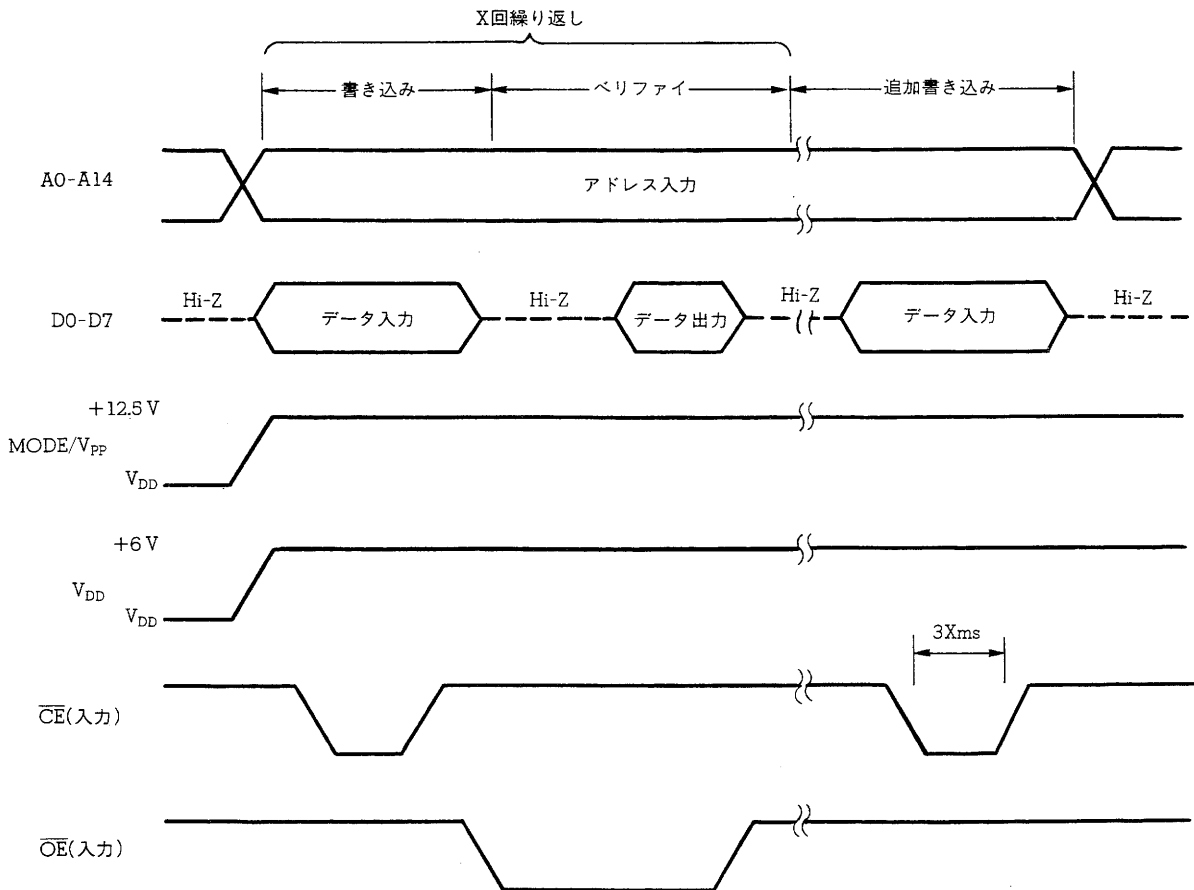 X回繰り返し
書き込み
ベリファイ
追加書き込み
A0-A14
アドレス入力
D0-D7
Hi-Z
データ入力
Hi-Z
データ出力
Hi-Z
データ入力
Hi-Z
+12.5 V
MODE/VPP
VDD
+6 V
VDD
VDD
3Xms
C̅E̅(入力)
O̅E̅(入力)